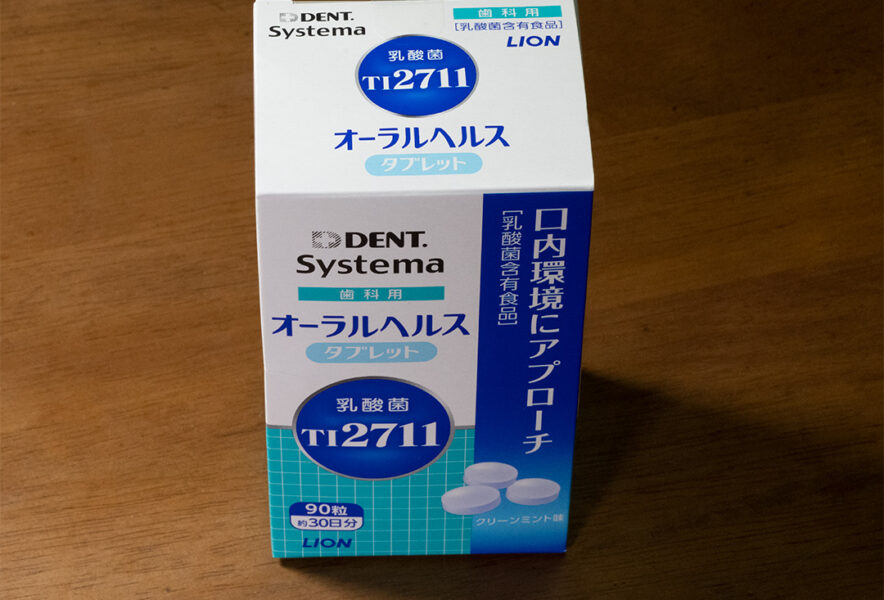 DENT.
Systema
歯科用
[乳酸菌含有食品]
LION
乳酸菌
TI2711
オーラルヘルス
タブレット
DENT.
Systema
歯科用
オーラルヘルス
タブレット
乳酸菌
TI2711
90粒
約30日分
LION
口内環境にアプローチ
[乳酸菌含有食品]
クリーンミント味